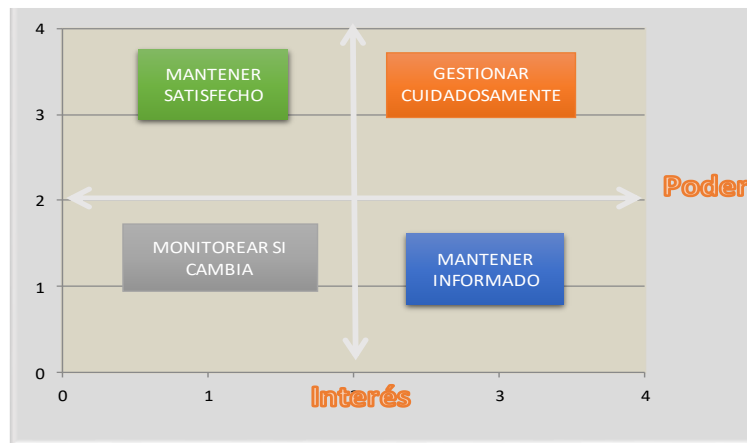 4
MANTENER
SATISFECHO
GESTIONAR
CUIDADOSAMENTE
3
Poder
2
MONITOREAR SI
CAMBIA
MANTENER
INFORMADO
1
0
0
1
Interés
3
4